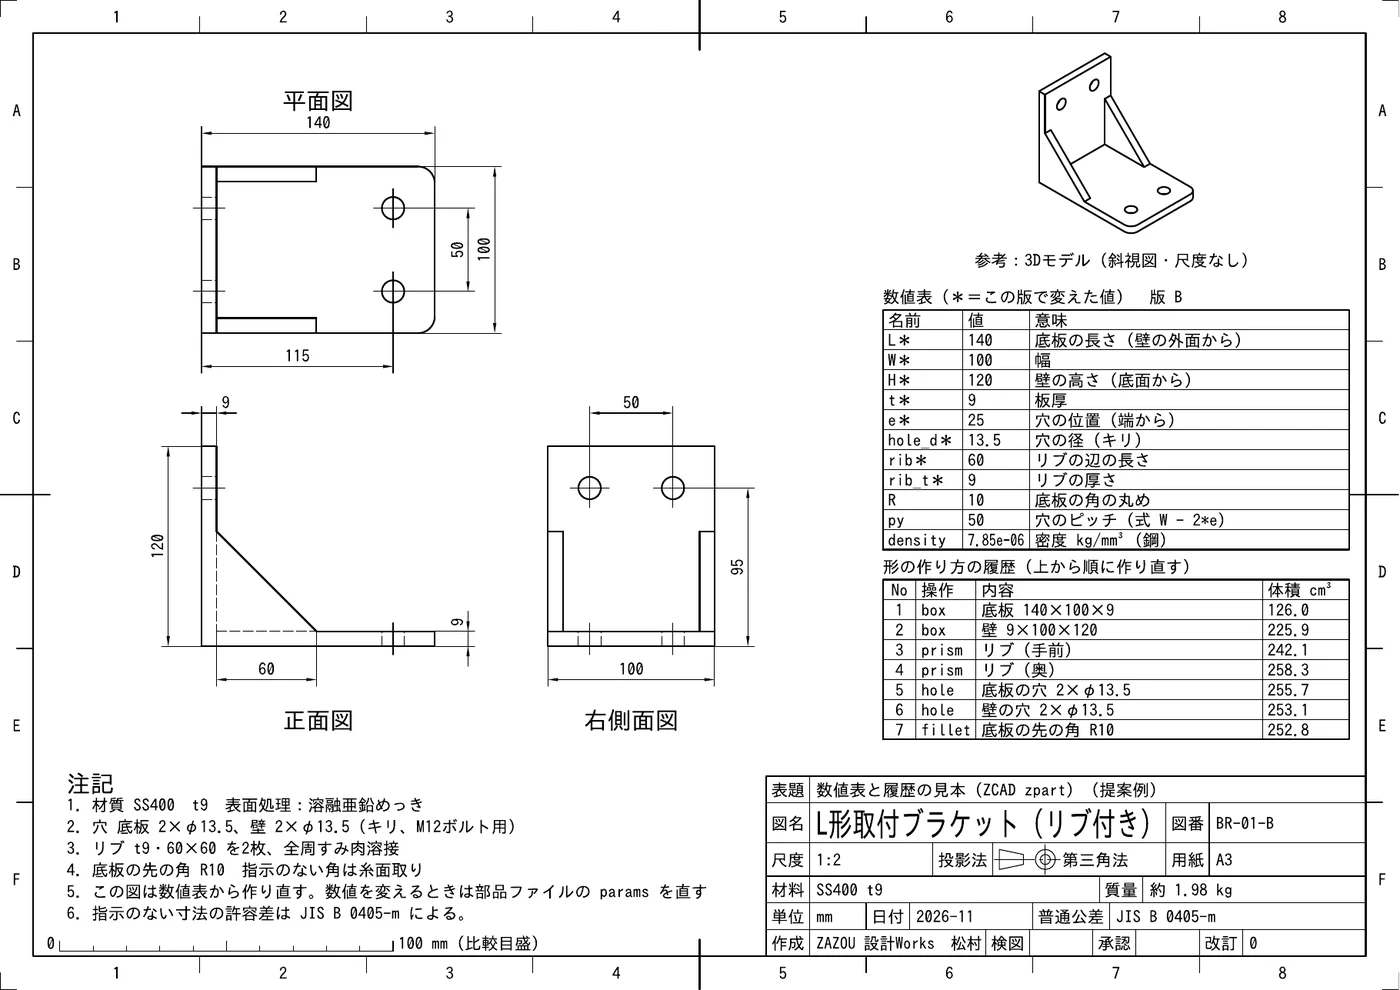 1 2 3 4 5 6 7 8
A
B
C
D
E
F
A
B
C
D
E
F
平面図
140
50
100
115
9
120
60
9
正面図
50
95
100
右側面図
参考：3Dモデル（斜視図・尺度なし）
数値表（＊＝この版で変えた値） 版 B
名前 値 意味
L＊ 140 底板の長さ（壁の外面から）
W＊ 100 幅
H＊ 120 壁の高さ（底面から）
t＊ 9 板厚
e＊ 25 穴の位置（端から）
hole_d＊ 13.5 穴の径（キリ）
rib＊ 60 リブの辺の長さ
rib_t＊ 9 リブの厚さ
R 10 底板の角の丸め
py 50 穴のピッチ（式 W - 2*e）
density 7.85e-06 密度 kg/mm³（鋼）
形の作り方の履歴（上から順に作り直す）
No 操作 内容 体積 cm³
1 box 底板 140×100×9 126.0
2 box 壁 9×100×120 225.9
3 prism リブ（手前） 242.1
4 prism リブ（奥） 258.3
5 hole 底板の穴 2×φ13.5 255.7
6 hole 壁の穴 2×φ13.5 253.1
7 fillet 底板の先の角 R10 252.8
注記
1. 材質 SS400 t9 表面処理：溶融亜鉛めっき
2. 穴 底板 2×φ13.5、壁 2×φ13.5（キリ、M12ボルト用）
3. リブ t9・60×60 を2枚、全周すみ肉溶接
4. 底板の先の角 R10 指示のない角は糸面取り
5. この図は数値表から作り直す。数値を変えるときは部品ファイルの params を直す
6. 指示のない寸法の許容差は JIS B 0405-m による。
0 100 mm（比較目盛）
表題 数値表と履歴の見本（ZCAD zpart）（提案例）
図名 L形取付ブラケット（リブ付き） 図番 BR-01-B
尺度 1:2 投影法 第三角法 用紙 A3
材料 SS400 t9 質量 約 1.98 kg
単位 mm 日付 2026-11 普通公差 JIS B 0405-m
作成 ZAZOU 設計Works 松村 検図 承認 改訂 0
1 2 3 4 5 6 7 8